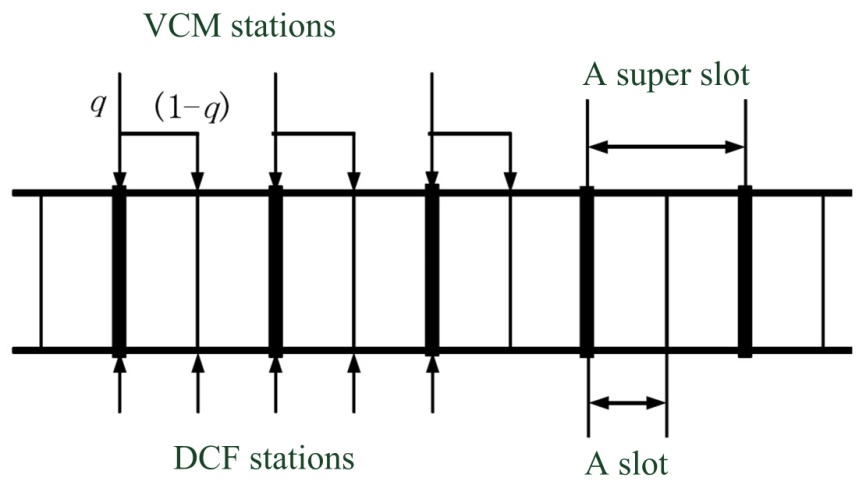 VCM stations
A super slot
q (1−q)
DCF stations
A slot